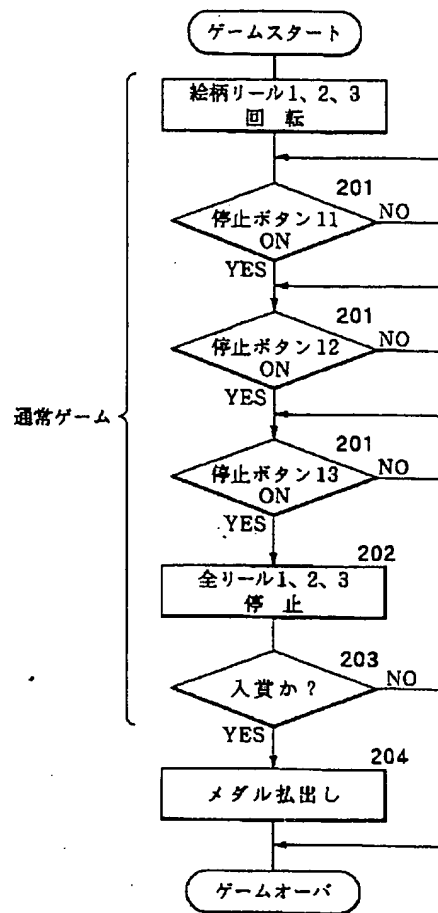 ゲームスタート
絵柄リール1、2、3
回転
201
停止ボタン11
ON
NO
YES
201
停止ボタン12
ON
NO
YES
通常ゲーム
201
停止ボタン13
ON
NO
YES
202
全リール1、2、3
停止
203
入賞か?
NO
YES
204
メダル払出し
ゲームオーバ